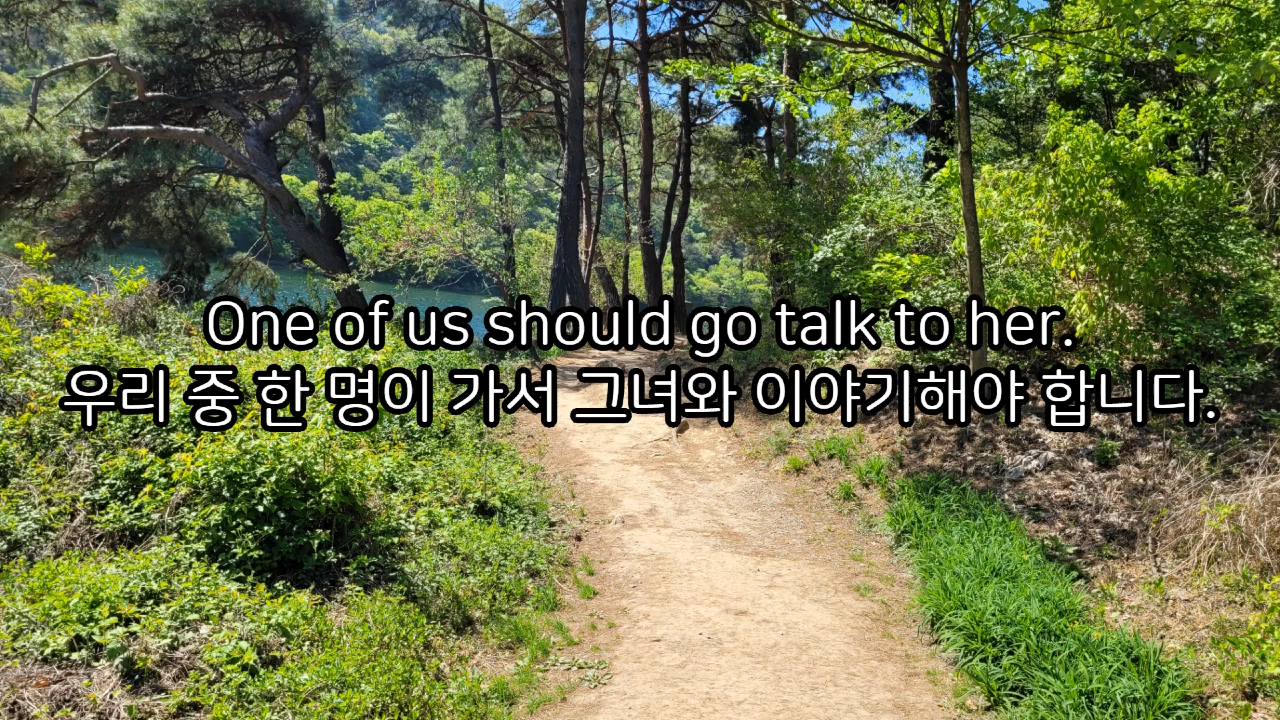 One of us should go talk to her.
우리 중 한 명이 가서 그녀와 이야기해야 합니다.